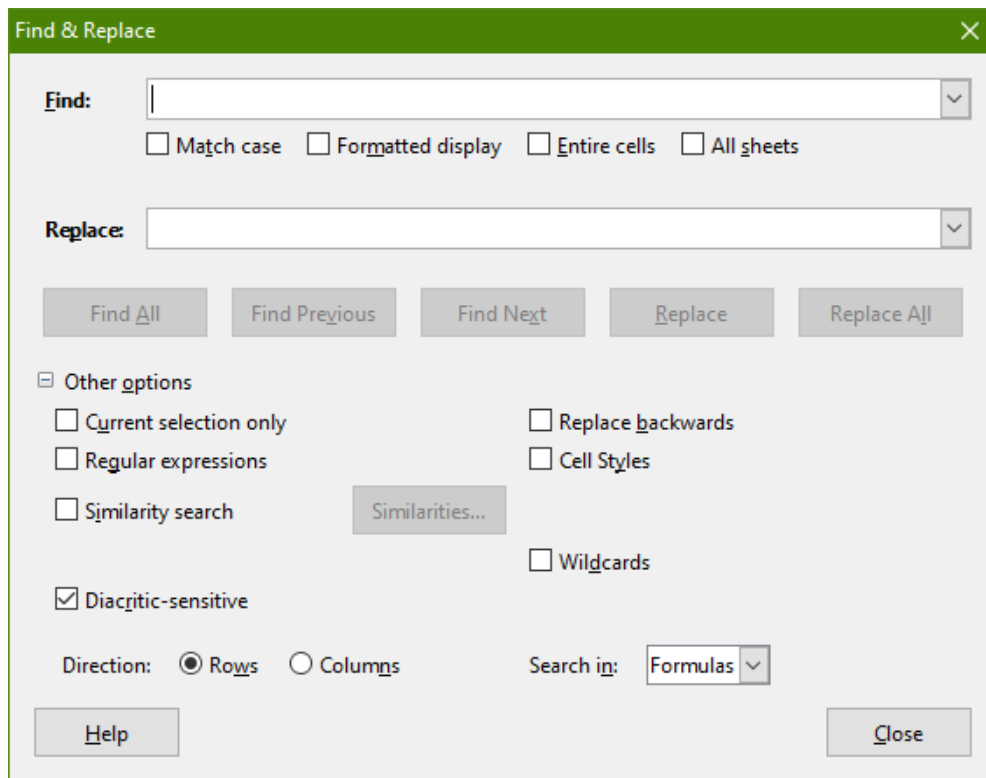 Find & Replace
Find:
Match case Formatted display Entire cells All sheets
Replace:
Find All Find Previous Find Next Replace Replace All
Other options
Current selection only Replace backwards
Regular expressions Cell Styles
Similarity search Similarities...
Wildcards
Diacritic-sensitive
Direction: Rows Columns Search in: Formulas
Help Close